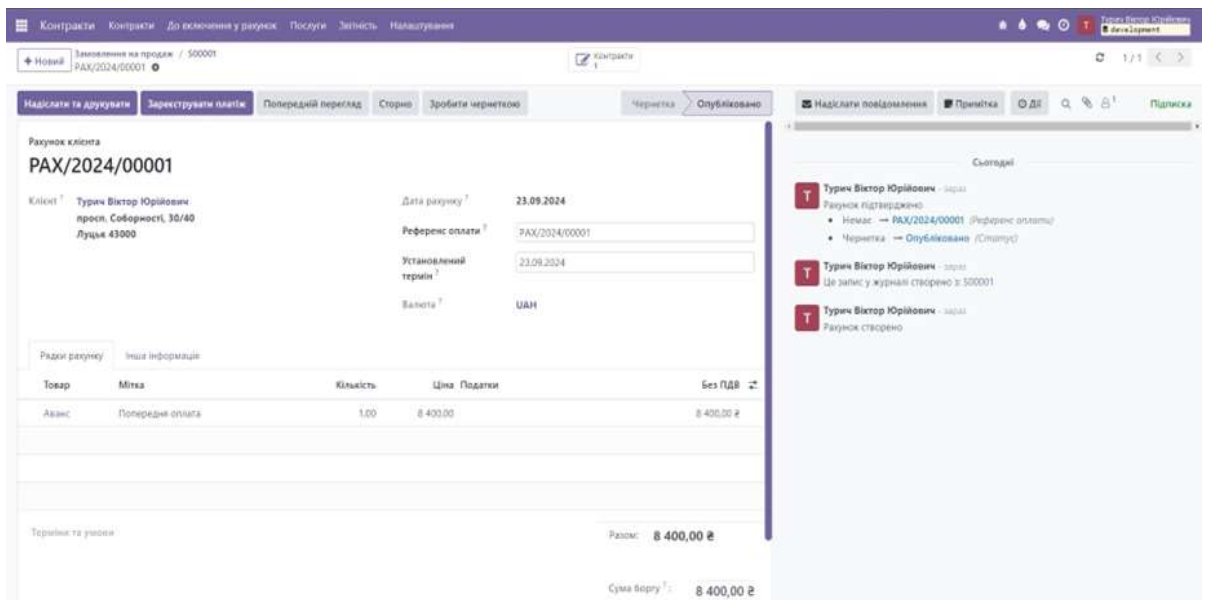 Контракти Контракти До включення у рахунок Послуги Звітність Налаштування Турич Віктор Юрійович
development
Новий Замовлення на продаж / S00001 Контракти 1/1
PAX/2024/00001 1
Надіслати та друкувати Зареєструвати платіж Попередній перегляд Сторно Зробити чернеткою Чернетка Опубліковано Надіслати повідомлення Примітка Дії 1 Підписка
Рахунок клієнта
PAX/2024/00001
Клієнт ? Турич Віктор Юрійович
просп. Соборності, 30/40
Луцьк 43000
Дата рахунку ? 23.09.2024
Референс оплати ? PAX/2024/00001
Установлений термін ? 23.09.2024
Валюта ? UAH
Рядки рахунку Інша інформація
Товар Мітка Кількість Ціна Податки Без ПДВ
Аванс Попередня оплата 1,00 8 400,00 8 400,00 ₴
Терміни та умови
Разом: 8 400,00 ₴
Сума боргу ? : 8 400,00 ₴
Сьогодні
Т Турич Віктор Юрійович - зараз
Рахунок підтверджено
• Немає → PAX/2024/00001 (Референс оплати)
• Чернетка → Опубліковано (Статус)
Т Турич Віктор Юрійович - зараз
Це запис у журналі створено з: S00001
Т Турич Віктор Юрійович - зараз
Рахунок створено